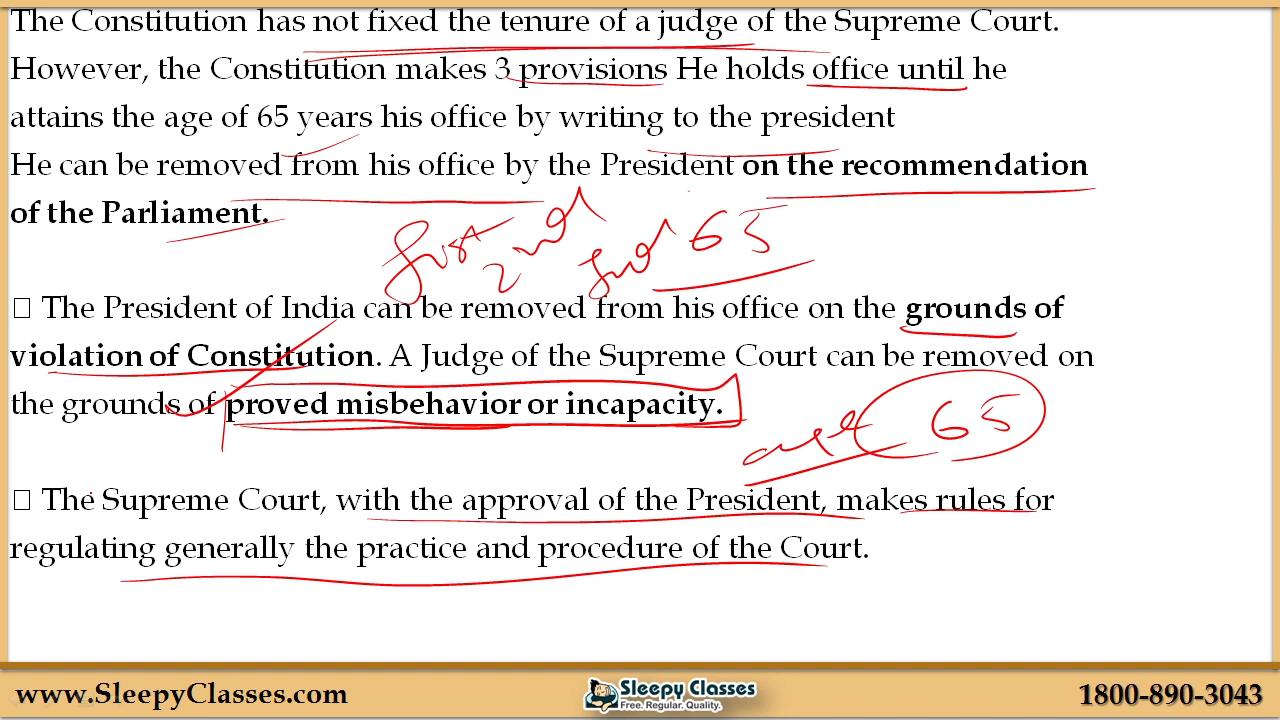 The Constitution has not fixed the tenure of a judge of the Supreme Court.
However, the Constitution makes 3 provisions He holds office until he
attains the age of 65 years his office by writing to the president
He can be removed from his office by the President on the recommendation
of the Parliament.
first 2nd 65
□ The President of India can be removed from his office on the grounds of
violation of Constitution. A Judge of the Supreme Court can be removed on
the grounds of proved misbehavior or incapacity.
age 65
□ The Supreme Court, with the approval of the President, makes rules for
regulating generally the practice and procedure of the Court.
www.SleepyClasses.com
Sleepy Classes
Free. Regular. Quality.
1800-890-3043